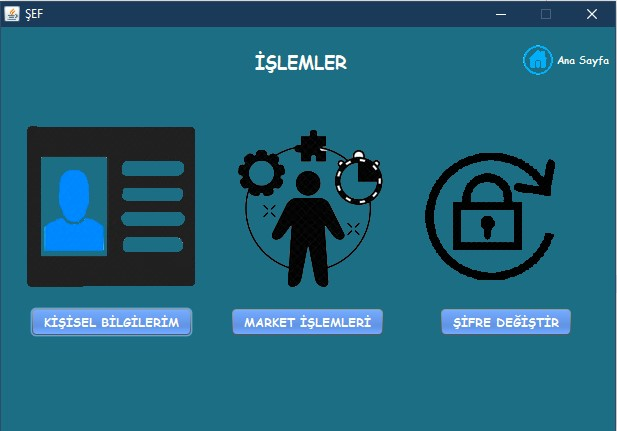 ŞEF
İŞLEMLER
Ana Sayfa
KİŞİSEL BİLGİLERİM
MARKET İŞLEMLERİ
ŞİFRE DEĞİŞTİR